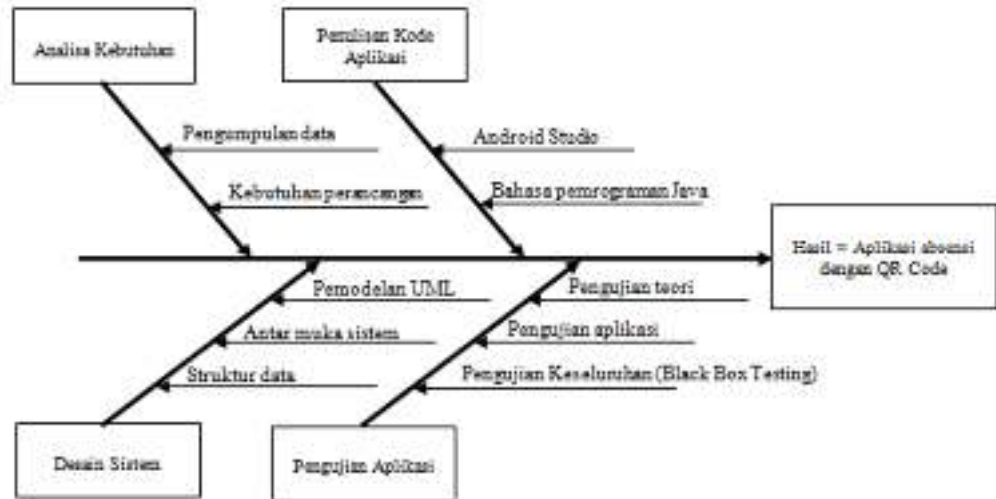 Analisa Kebutuhan
Penulisan Kode
Aplikasi
Pengumpulan data
Android Studio
Kebutuhan perancangan
Bahasa pemrograman Java
Hasil = Aplikasi absensi
dengan QR Code
Pemodelan UML
Pengujian teori
Antar muka sistem
Pengujian aplikasi
Struktur data
Pengujian Keseluruhan (Black Box Testing)
Desain Sistem
Pengujian Aplikasi